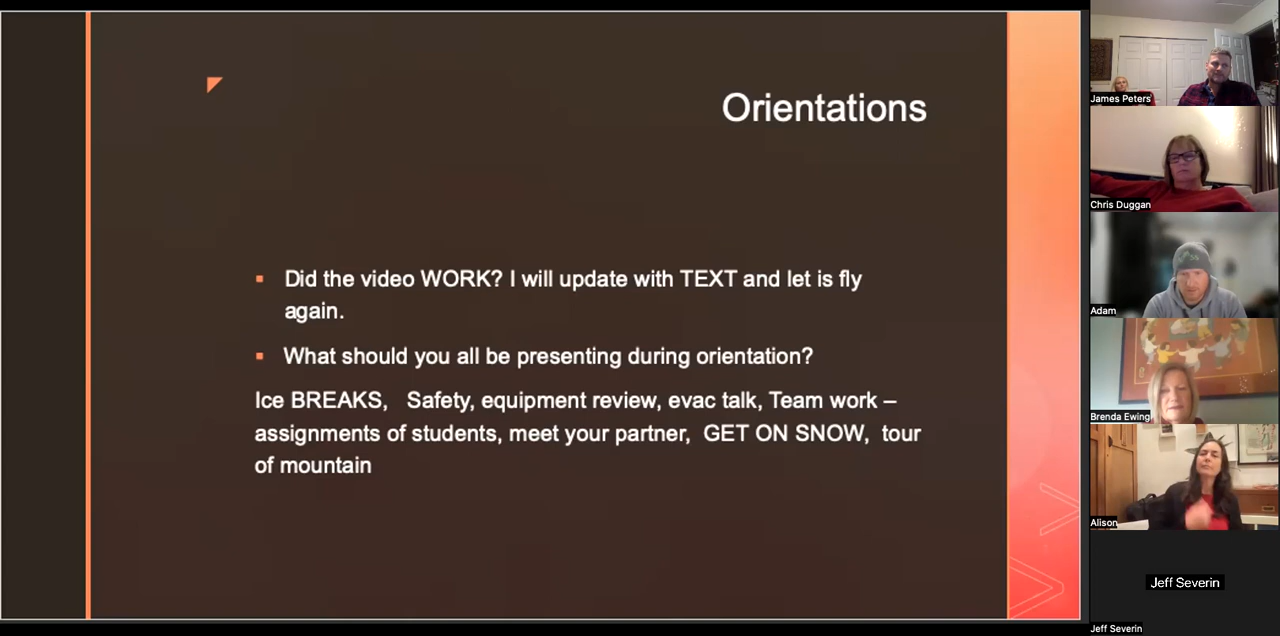 Orientations
Did the video WORK? I will update with TEXT and let is fly
again.
What should you all be presenting during orientation?
Ice BREAKS, Safety, equipment review, evac talk, Team work –
assignments of students, meet your partner, GET ON SNOW, tour
of mountain
James Peters
Chris Duggan
Adam
Brenda Ewing
Alison
Jeff Severin
Jeff Severin